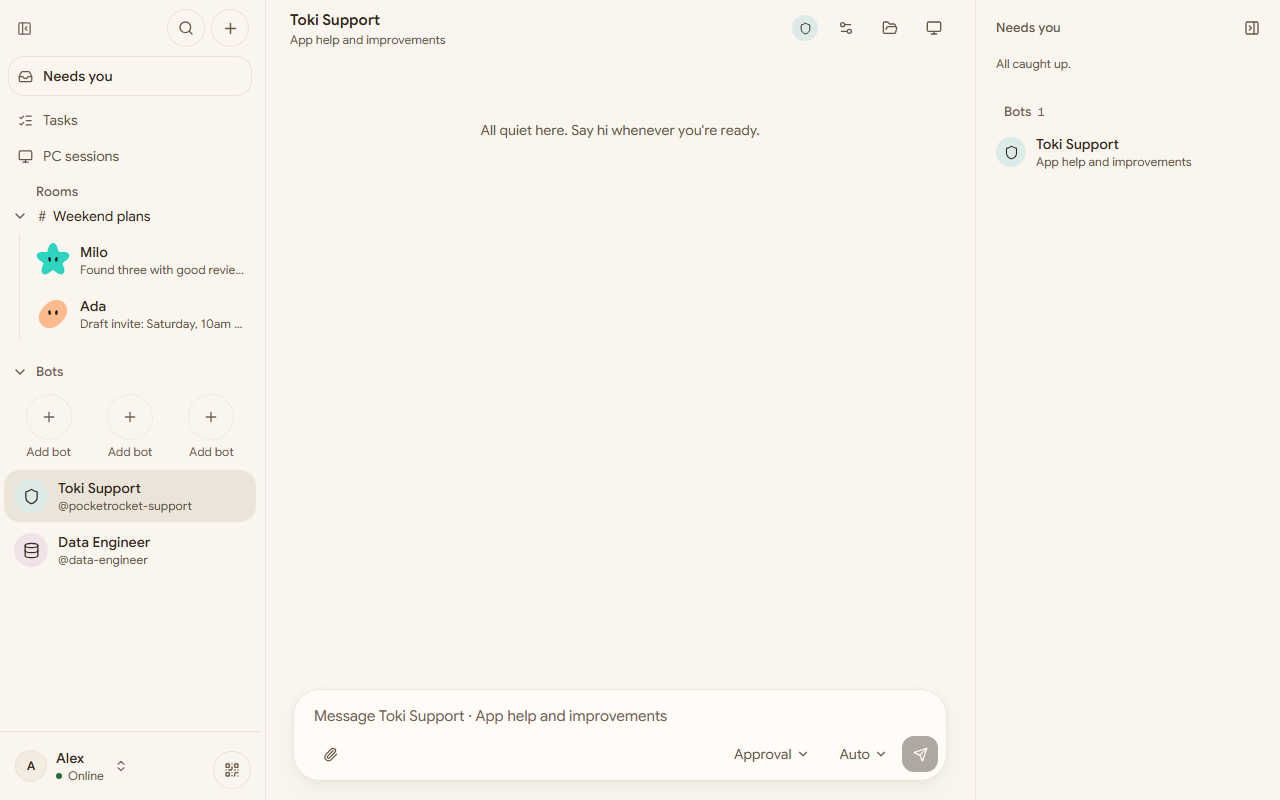 Needs you
Tasks
PC sessions
Rooms
# Weekend plans
Milo
Found three with good revie...
Ada
Draft invite: Saturday, 10am ...
Bots
Add bot
Add bot
Add bot
Toki Support
@pocketrocket-support
Data Engineer
@data-engineer
A
Alex
Online
Toki Support
App help and improvements
All quiet here. Say hi whenever you're ready.
Message Toki Support · App help and improvements
Approval
Auto
Needs you
All caught up.
Bots 1
Toki Support
App help and improvements